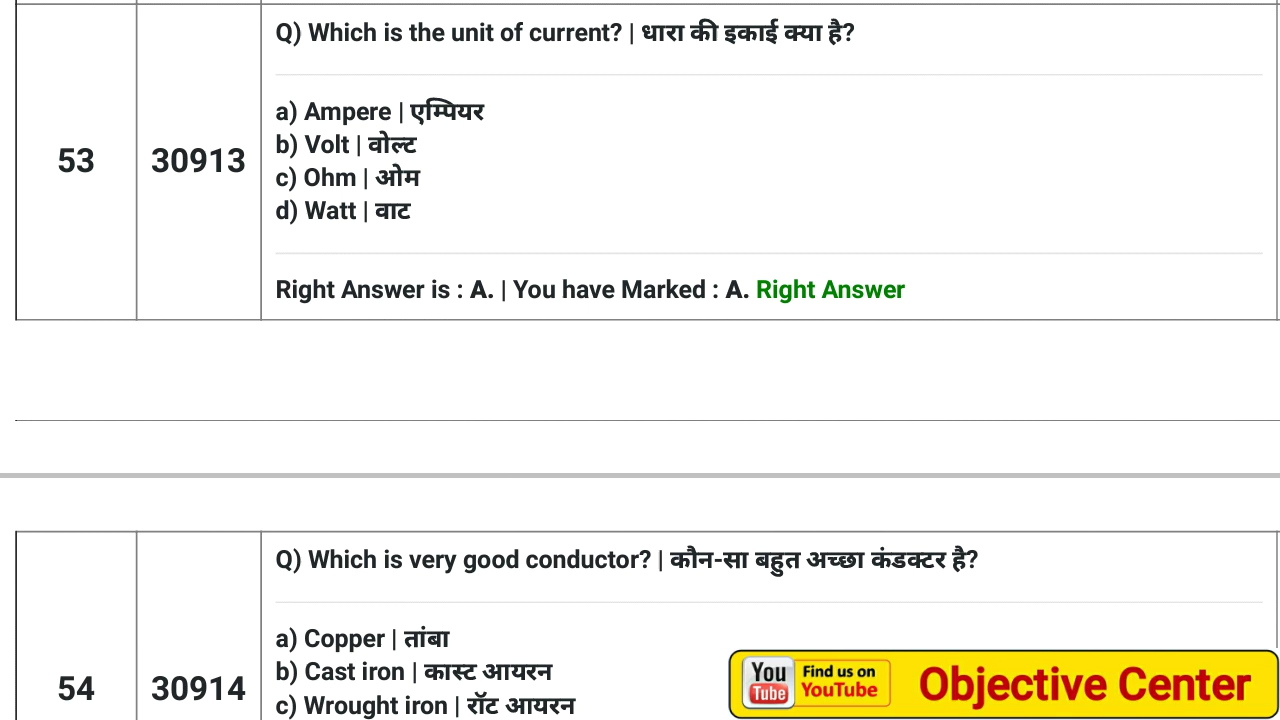 Q) Which is the unit of current? | धारा की इकाई क्या है?
a) Ampere | एम्पियर
b) Volt | वोल्ट
53
30913
c) Ohm | ओम
d) Watt | वाट
Right Answer is : A. | You have Marked : A. Right Answer
Q) Which is very good conductor? | कौन-सा बहुत अच्छा कंडक्टर है?
a) Copper | तांबा
b) Cast iron | कास्ट आयरन
54
30914
c) Wrought iron | रॉट आयरन
You Tube
Find us on
YouTube
Objective Center